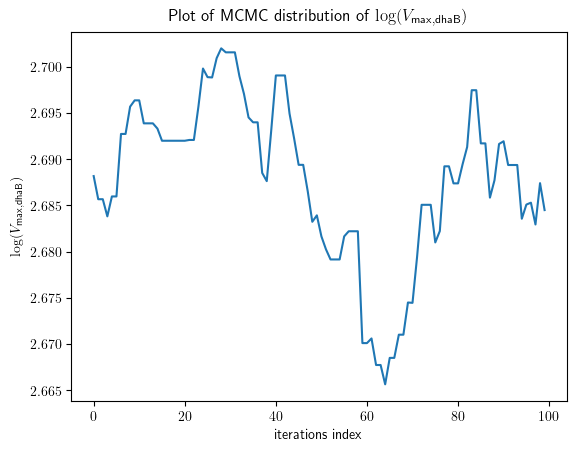 Plot of MCMC distribution of log(V_max,dhaB)
log(V_max,dhaB)
2.700
2.695
2.690
2.685
2.680
2.675
2.670
2.665
0 20 40 60 80 100
iterations index